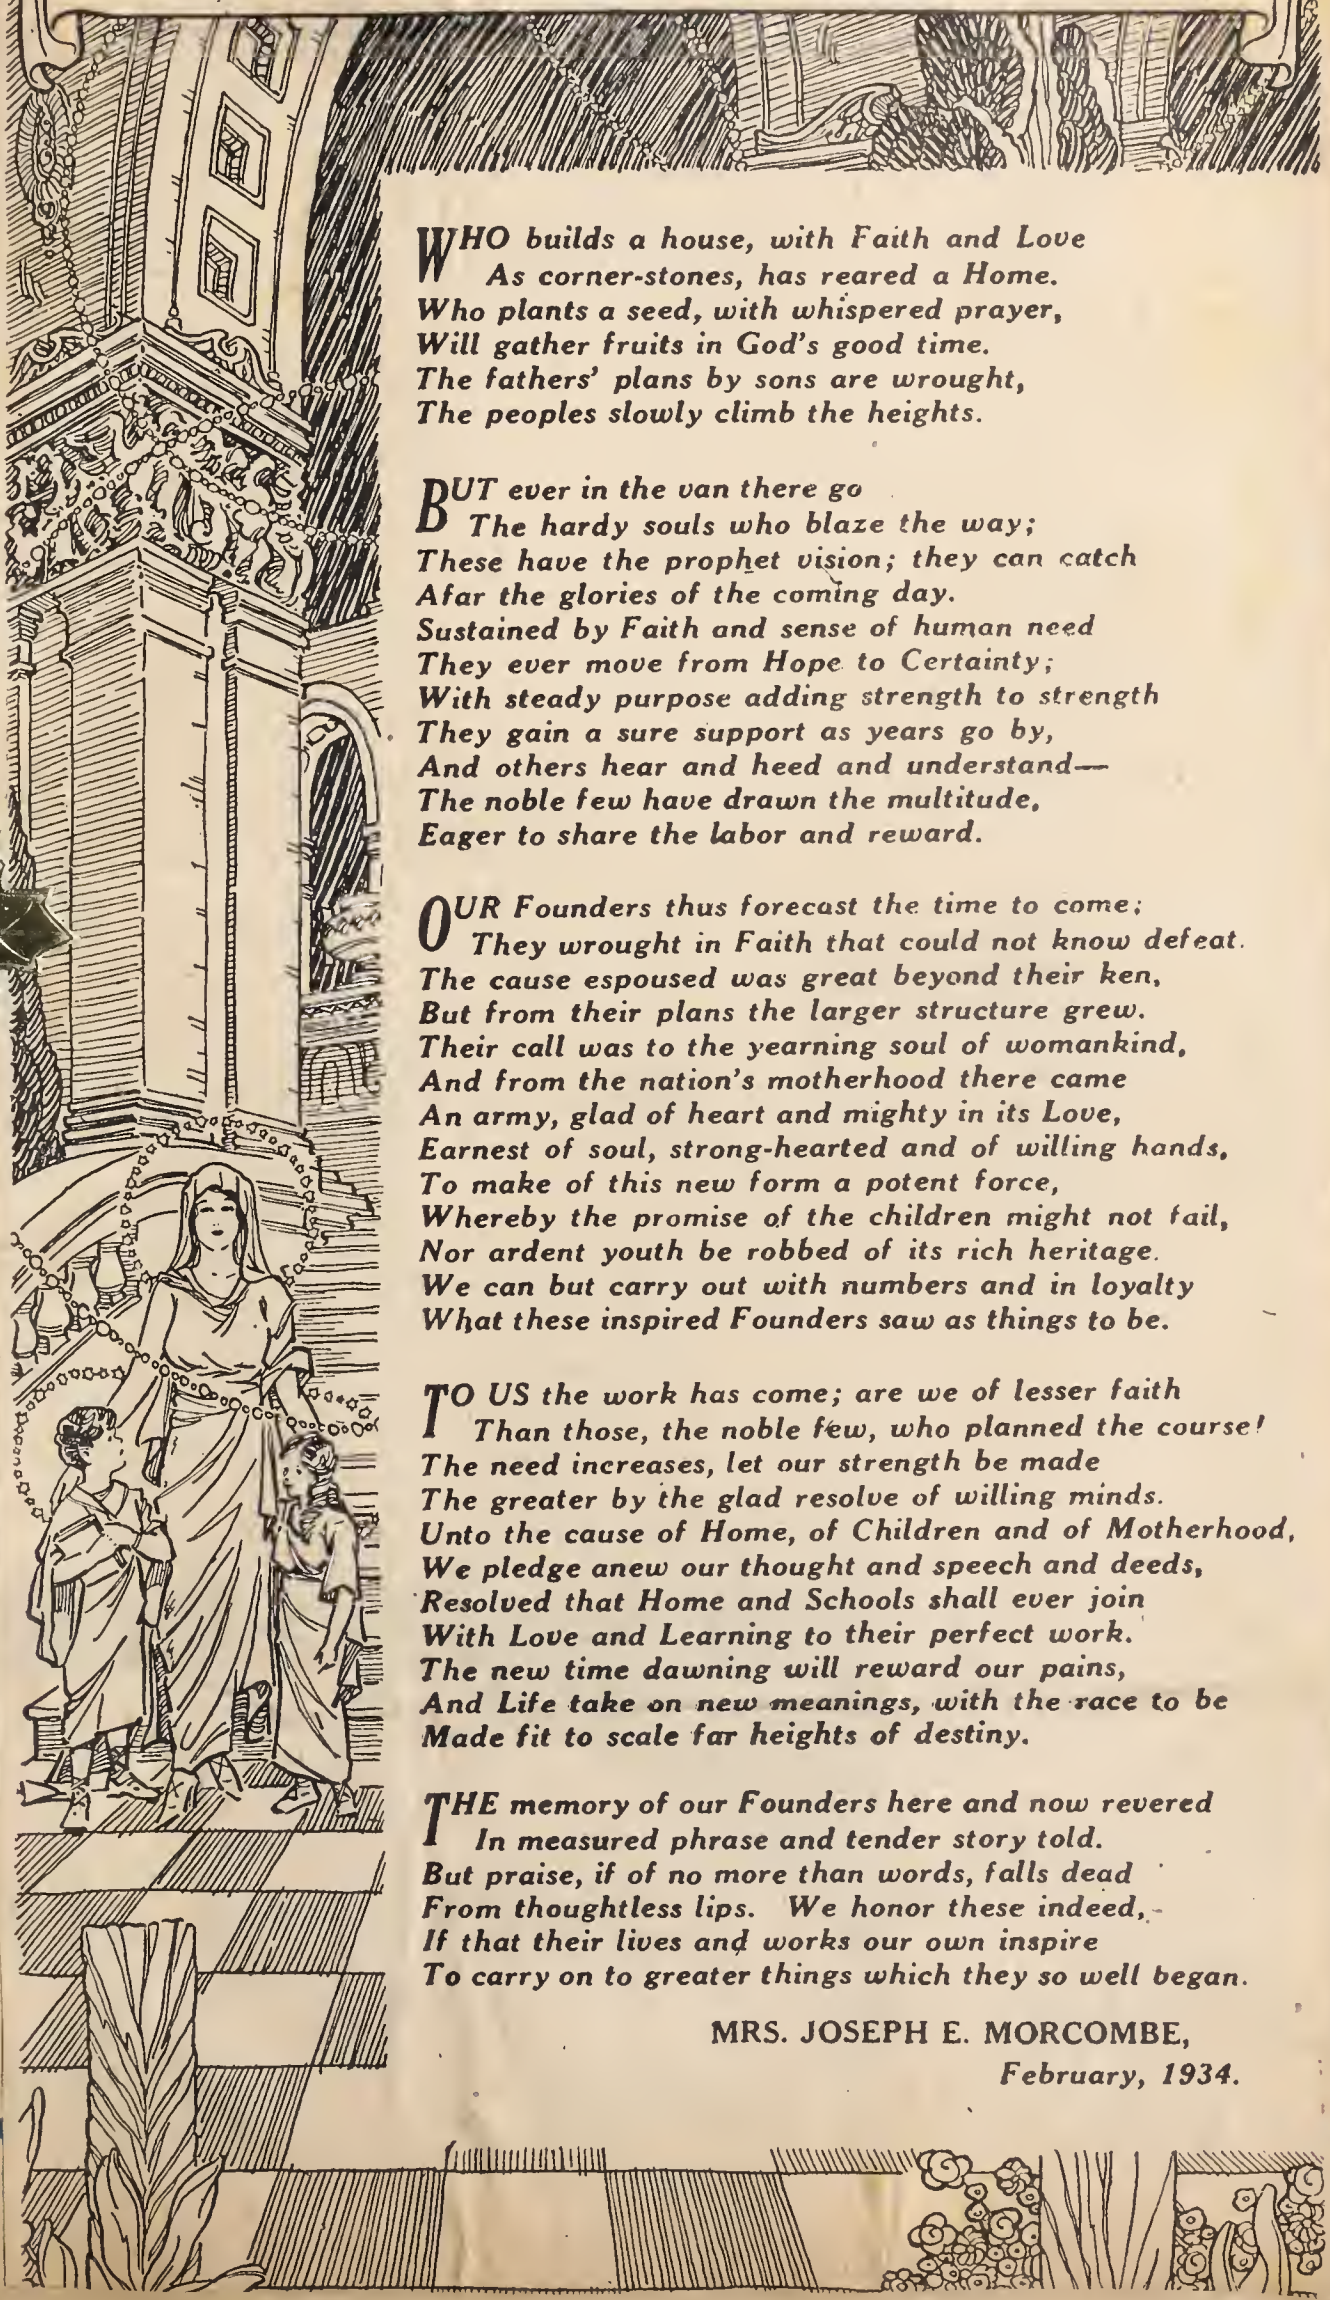 WHO builds a house, with Faith and Love
As corner-stones, has reared a Home.
Who plants a seed, with whispered prayer,
Will gather fruits in God's good time.
The fathers' plans by sons are wrought,
The peoples slowly climb the heights.
BUT ever in the van there go
The hardy souls who blaze the way;
These have the prophet vision; they can catch
Afar the glories of the coming day.
Sustained by Faith and sense of human need
They ever move from Hope to Certainty;
With steady purpose adding strength to strength
They gain a sure support as years go by,
And others hear and heed and understand—
The noble few have drawn the multitude,
Eager to share the labor and reward.
OUR Founders thus forecast the time to come;
They wrought in Faith that could not know defeat.
The cause espoused was great beyond their ken,
But from their plans the larger structure grew.
Their call was to the yearning soul of womankind,
And from the nation's motherhood there came
An army, glad of heart and mighty in its Love,
Earnest of soul, strong-hearted and of willing hands,
To make of this new form a potent force,
Whereby the promise of the children might not fail,
Nor ardent youth be robbed of its rich heritage.
We can but carry out with numbers and in loyalty
What these inspired Founders saw as things to be.
TO US the work has come; are we of lesser faith
Than those, the noble few, who planned the course!
The need increases, let our strength be made
The greater by the glad resolve of willing minds.
Unto the cause of Home, of Children and of Motherhood,
We pledge anew our thought and speech and deeds,
Resolved that Home and Schools shall ever join
With Love and Learning to their perfect work.
The new time dawning will reward our pains,
And Life take on new meanings, with the race to be
Made fit to scale far heights of destiny.
THE memory of our Founders here and now revered
In measured phrase and tender story told.
But praise, if of no more than words, falls dead
From thoughtless lips. We honor these indeed,
If that their lives and works our own inspire
To carry on to greater things which they so well began.
MRS. JOSEPH E. MORCOMBE,
February, 1934.